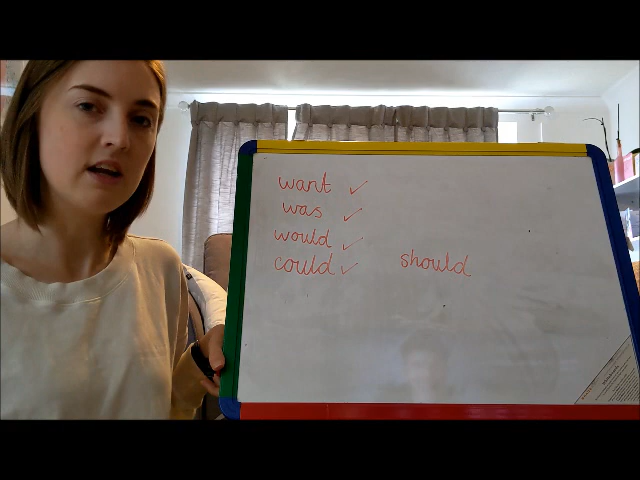 want ✓
was ✓
would ✓
could ✓ should